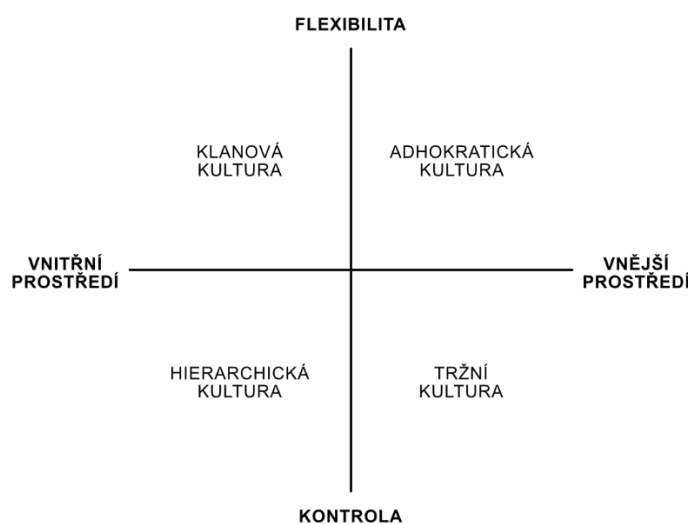 FLEXIBILITA
KLANOVÁ
KULTURA
ADHOKRATICKÁ
KULTURA
VNITŘNÍ
PROSTŘEDÍ
VNĚJŠÍ
PROSTŘEDÍ
HIERARCHICKÁ
KULTURA
TRŽNÍ
KULTURA
KONTROLA